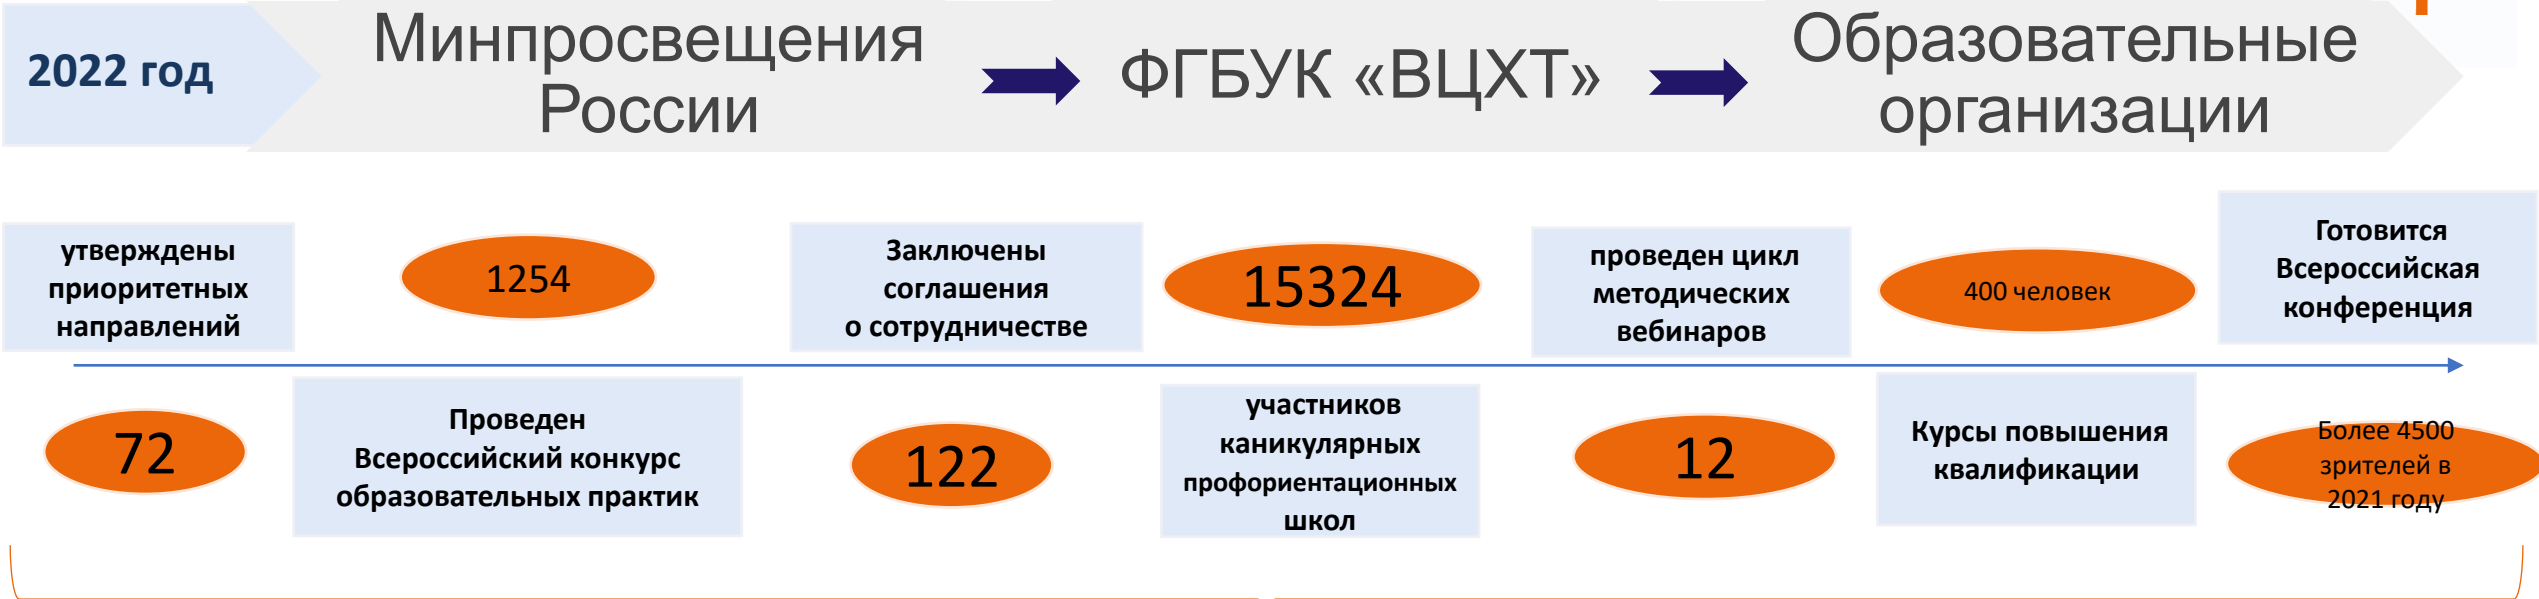 2022 год
Минпросвещения
России
ФГБУК «ВЦХТ»
Образовательные
организации
утверждены
приоритетных
направлений
72
1254
Проведен
Всероссийский конкурс
образовательных практик
Заключены
соглашения
о сотрудничестве
122
15324
участников
каникулярных
профориентационных
школ
проведен цикл
методических
вебинаров
12
400 человек
Курсы повышения
квалификации
Готовится
Всероссийская
конференция
Более 4500
зрителей в
2021 году